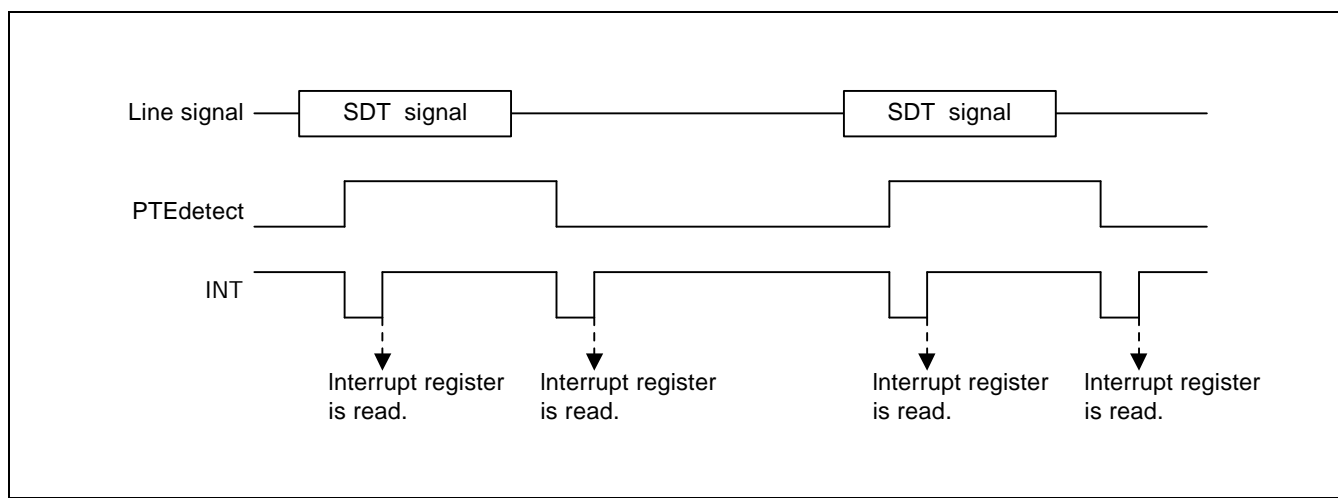 Line signal
SDT signal
SDT signal
PTEdetect
INT
Interrupt register
is read.
Interrupt register
is read.
Interrupt register
is read.
Interrupt register
is read.